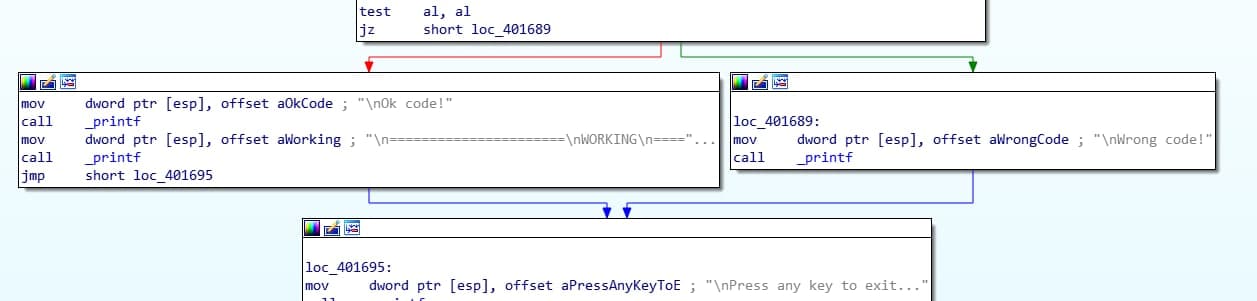 test al, al
jz short loc_401689
mov dword ptr [esp], offset aOkCode ; "\nOk code!"
call _printf
mov dword ptr [esp], offset aWorking ; "\n======================\nWORKING\n===="...
call _printf
jmp short loc_401695
loc_401689:
mov dword ptr [esp], offset aWrongCode ; "\nWrong code!"
call _printf
loc_401695:
mov dword ptr [esp], offset aPressAnyKeyToE ; "\nPress any key to exit..."